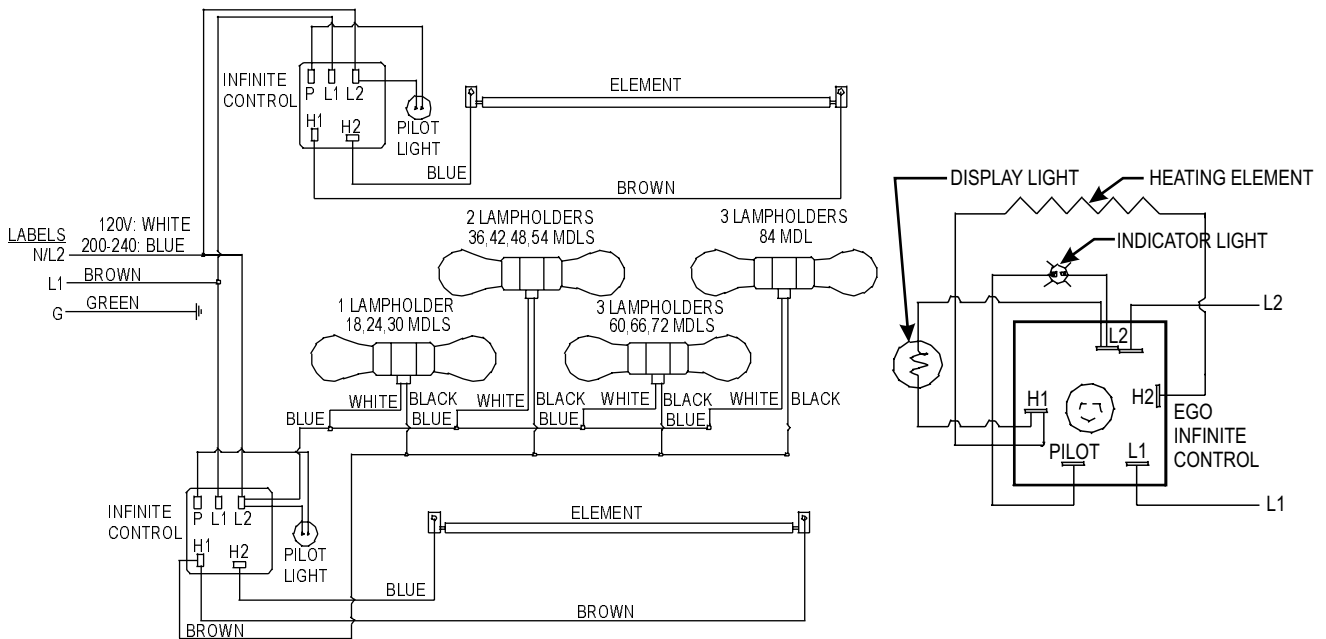 INFINITE
CONTROL
P L1 L2
H1 H2
PILOT
LIGHT
ELEMENT
BLUE
BROWN
LABELS
120V: WHITE
N/L2 200-240: BLUE
L1 BROWN
G GREEN
2 LAMPHOLDERS
36,42,48,54 MDLS
3 LAMPHOLDERS
84 MDL
1 LAMPHOLDER
18,24,30 MDLS
3 LAMPHOLDERS
60,66,72 MDLS
WHITE BLACK WHITE BLACK WHITE BLACK WHITE BLACK
BLUE BLUE BLUE BLUE
INFINITE
CONTROL
P L1 L2
H1 H2
PILOT
LIGHT
ELEMENT
BLUE
BROWN
BROWN
DISPLAY LIGHT
HEATING ELEMENT
INDICATOR LIGHT
L2
L2
H1
H2
PILOT
L1
EGO
INFINITE
CONTROL
L1